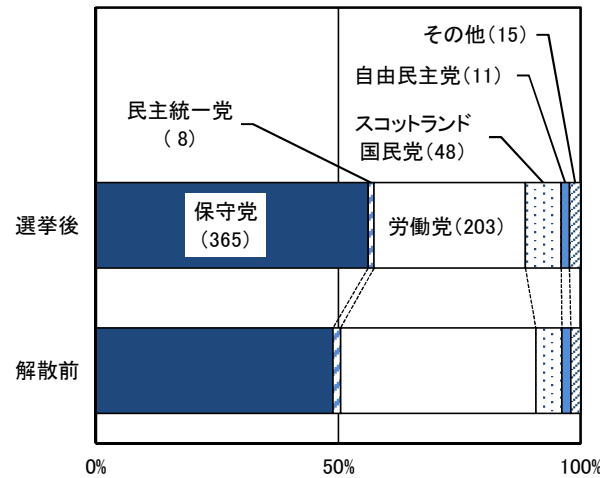 その他(15)
自由民主党(11)
民主統一党
( 8)
スコットランド
国民党(48)
選挙後
保守党
(365)
労働党(203)
解散前
0%
50%
100%